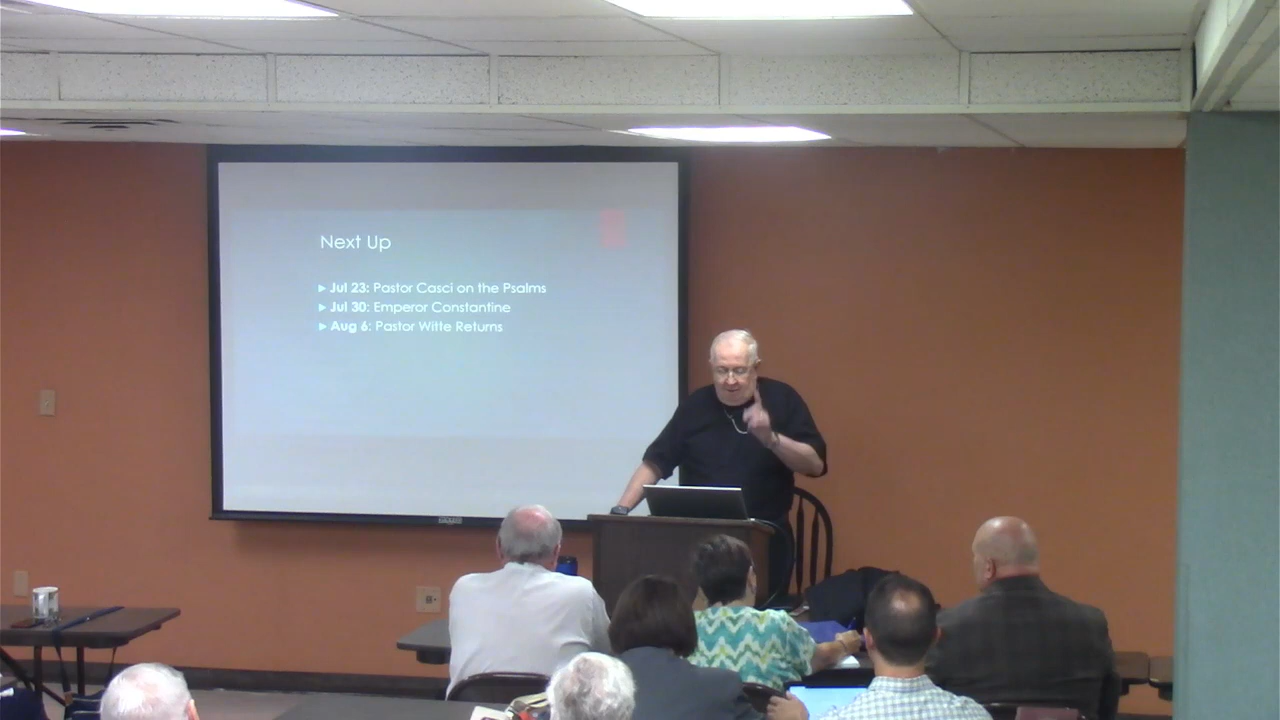 Next Up
▶ Jul 23: Pastor Casci on the Psalms
▶ Jul 30: Emperor Constantine
▶ Aug 6: Pastor Witte Returns